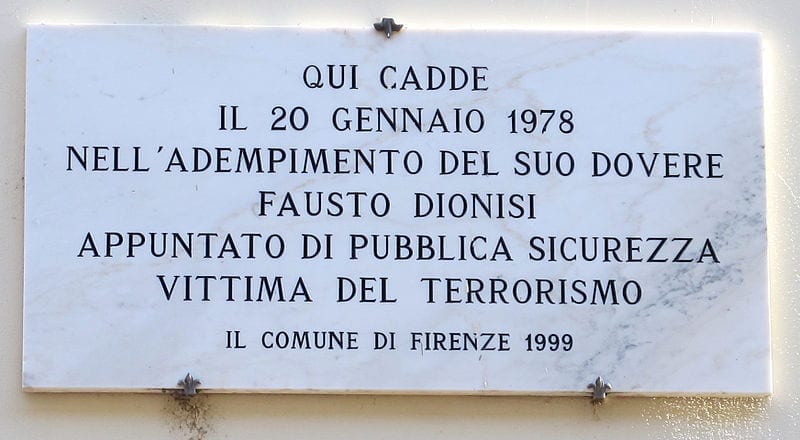 QUI CADDE
IL 20 GENNAIO 1978
NELL'ADEMPIMENTO DEL SUO DOVERE
FAUSTO DIONISI
APPUNTATO DI PUBBLICA SICUREZZA
VITTIMA DEL TERRORISMO
IL COMUNE DI FIRENZE 1999